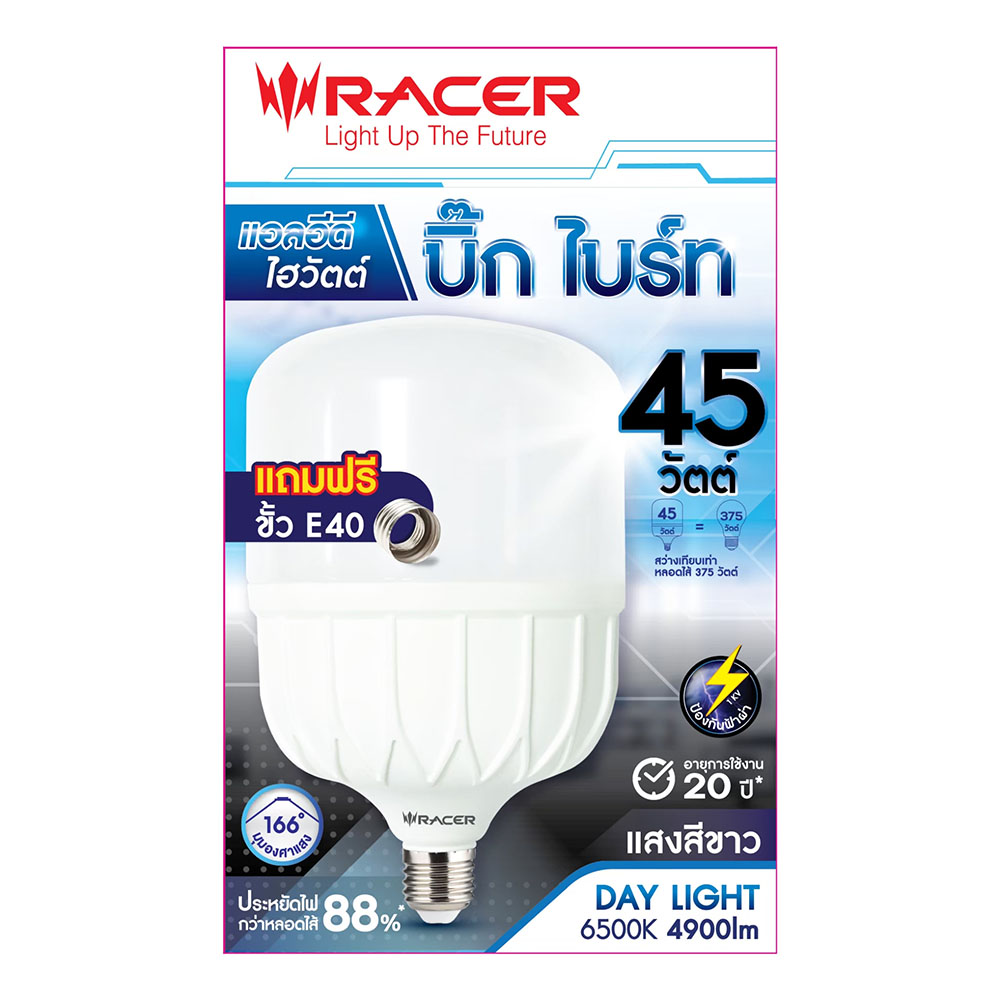 RACER
Light Up The Future
แอลอีดี
ไฮวัตต์
บิ๊ก ไบร์ท
45
วัตต์
45
วัตต์
=
375
วัตต์
สว่างเทียบเท่า
หลอดไส้ 375 วัตต์
แถมฟรี
ขั้ว E40
1 KV
ป้องกันฟ้าผ่า
อายุการใช้งาน
20 ปี*
RACER
166°
มุมองศาแสง
แสงสีขาว
ประหยัดไฟ
กว่าหลอดไส้ 88%*
DAY LIGHT
6500K 4900lm